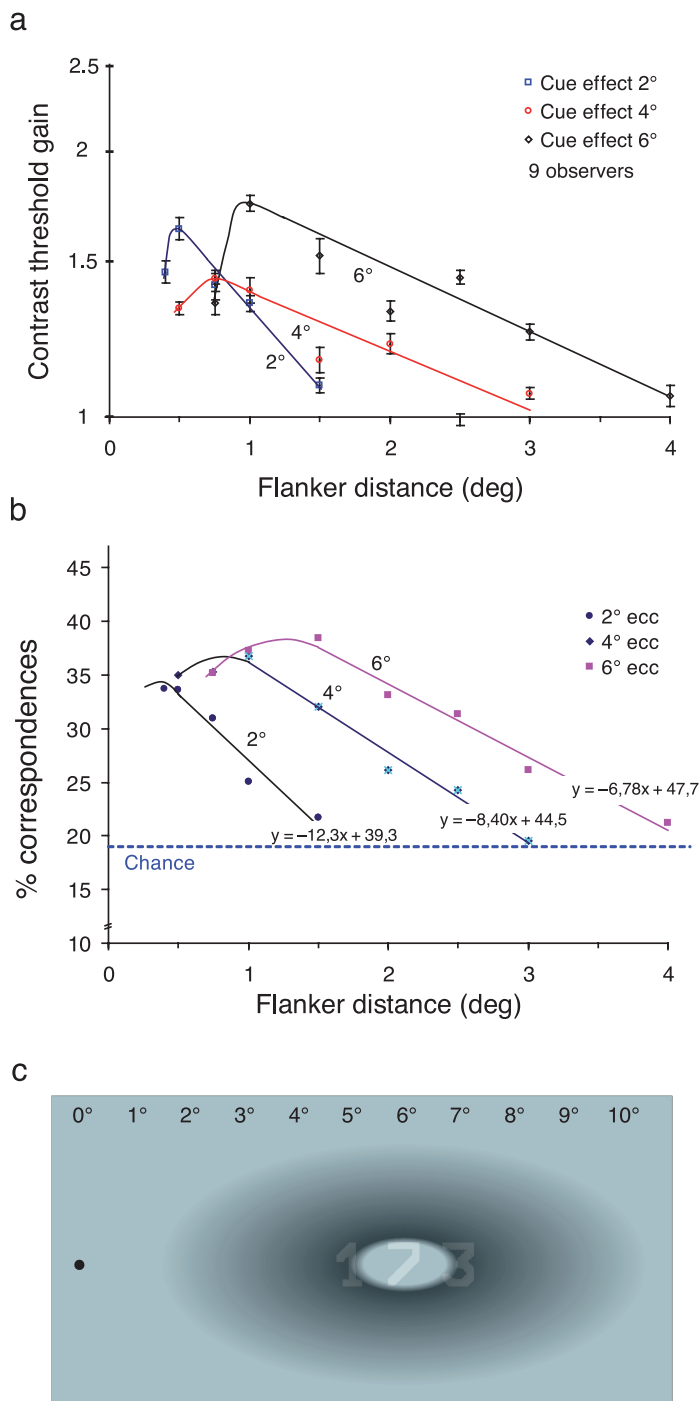 a
2.5
2
1.5
1
Contrast threshold gain
Cue effect 2°
Cue effect 4°
Cue effect 6°
9 observers
6°
4°
2°
0 1 2 3 4
Flanker distance (deg)
b
45
40
35
30
25
20
10
% correspondences
2° ecc
4° ecc
6° ecc
6°
4°
2°
y = –6,78x + 47,7
y = –8,40x + 44,5
y = –12,3x + 39,3
Chance
0 1 2 3 4
Flanker distance (deg)
c
0° 1° 2° 3° 4° 5° 6° 7° 8° 9° 10°
1 7 3